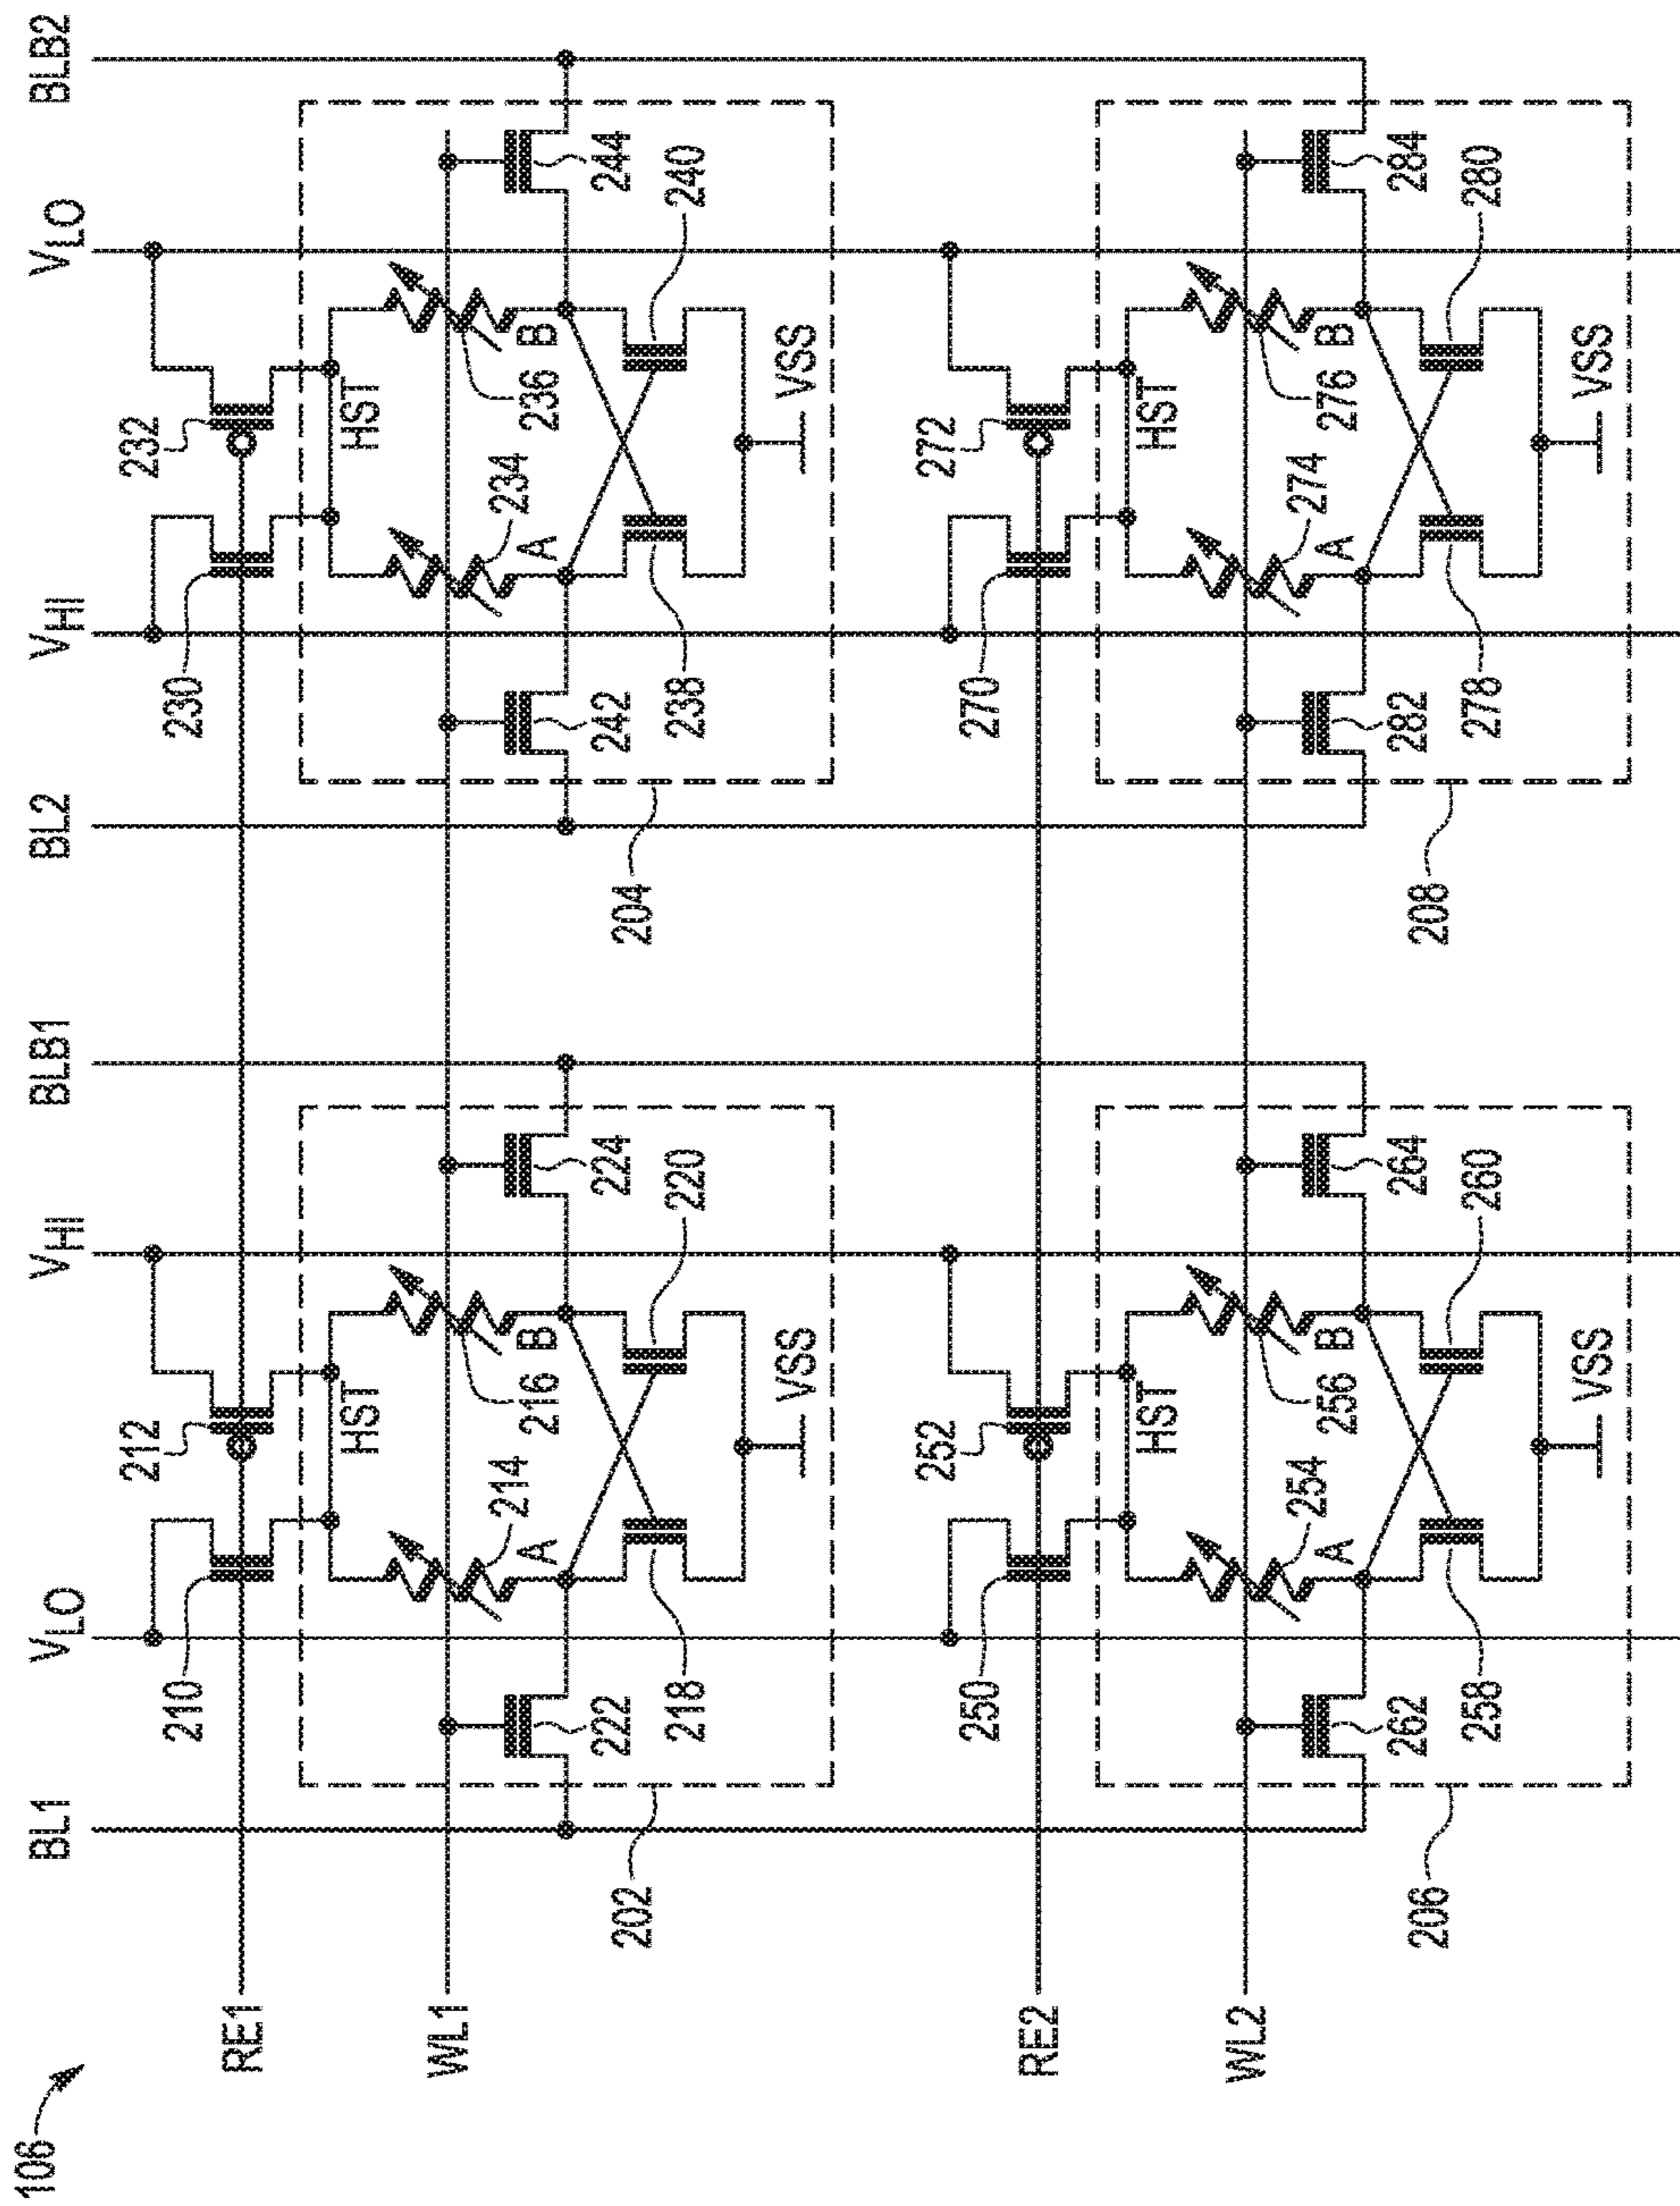 106
BL1 V_LO V_HI BLB1 BL2 V_HI V_LO BLB2
210 212 230 232
RE1
HST HST
WL1
214 216 234 236
A B A B
222 224 242 244
218 220 238 240
202 204
VSS VSS
250 252 270 272
RE2
HST HST
WL2
254 256 274 276
A B A B
262 264 282 284
258 260 278 280
206 208
VSS VSS